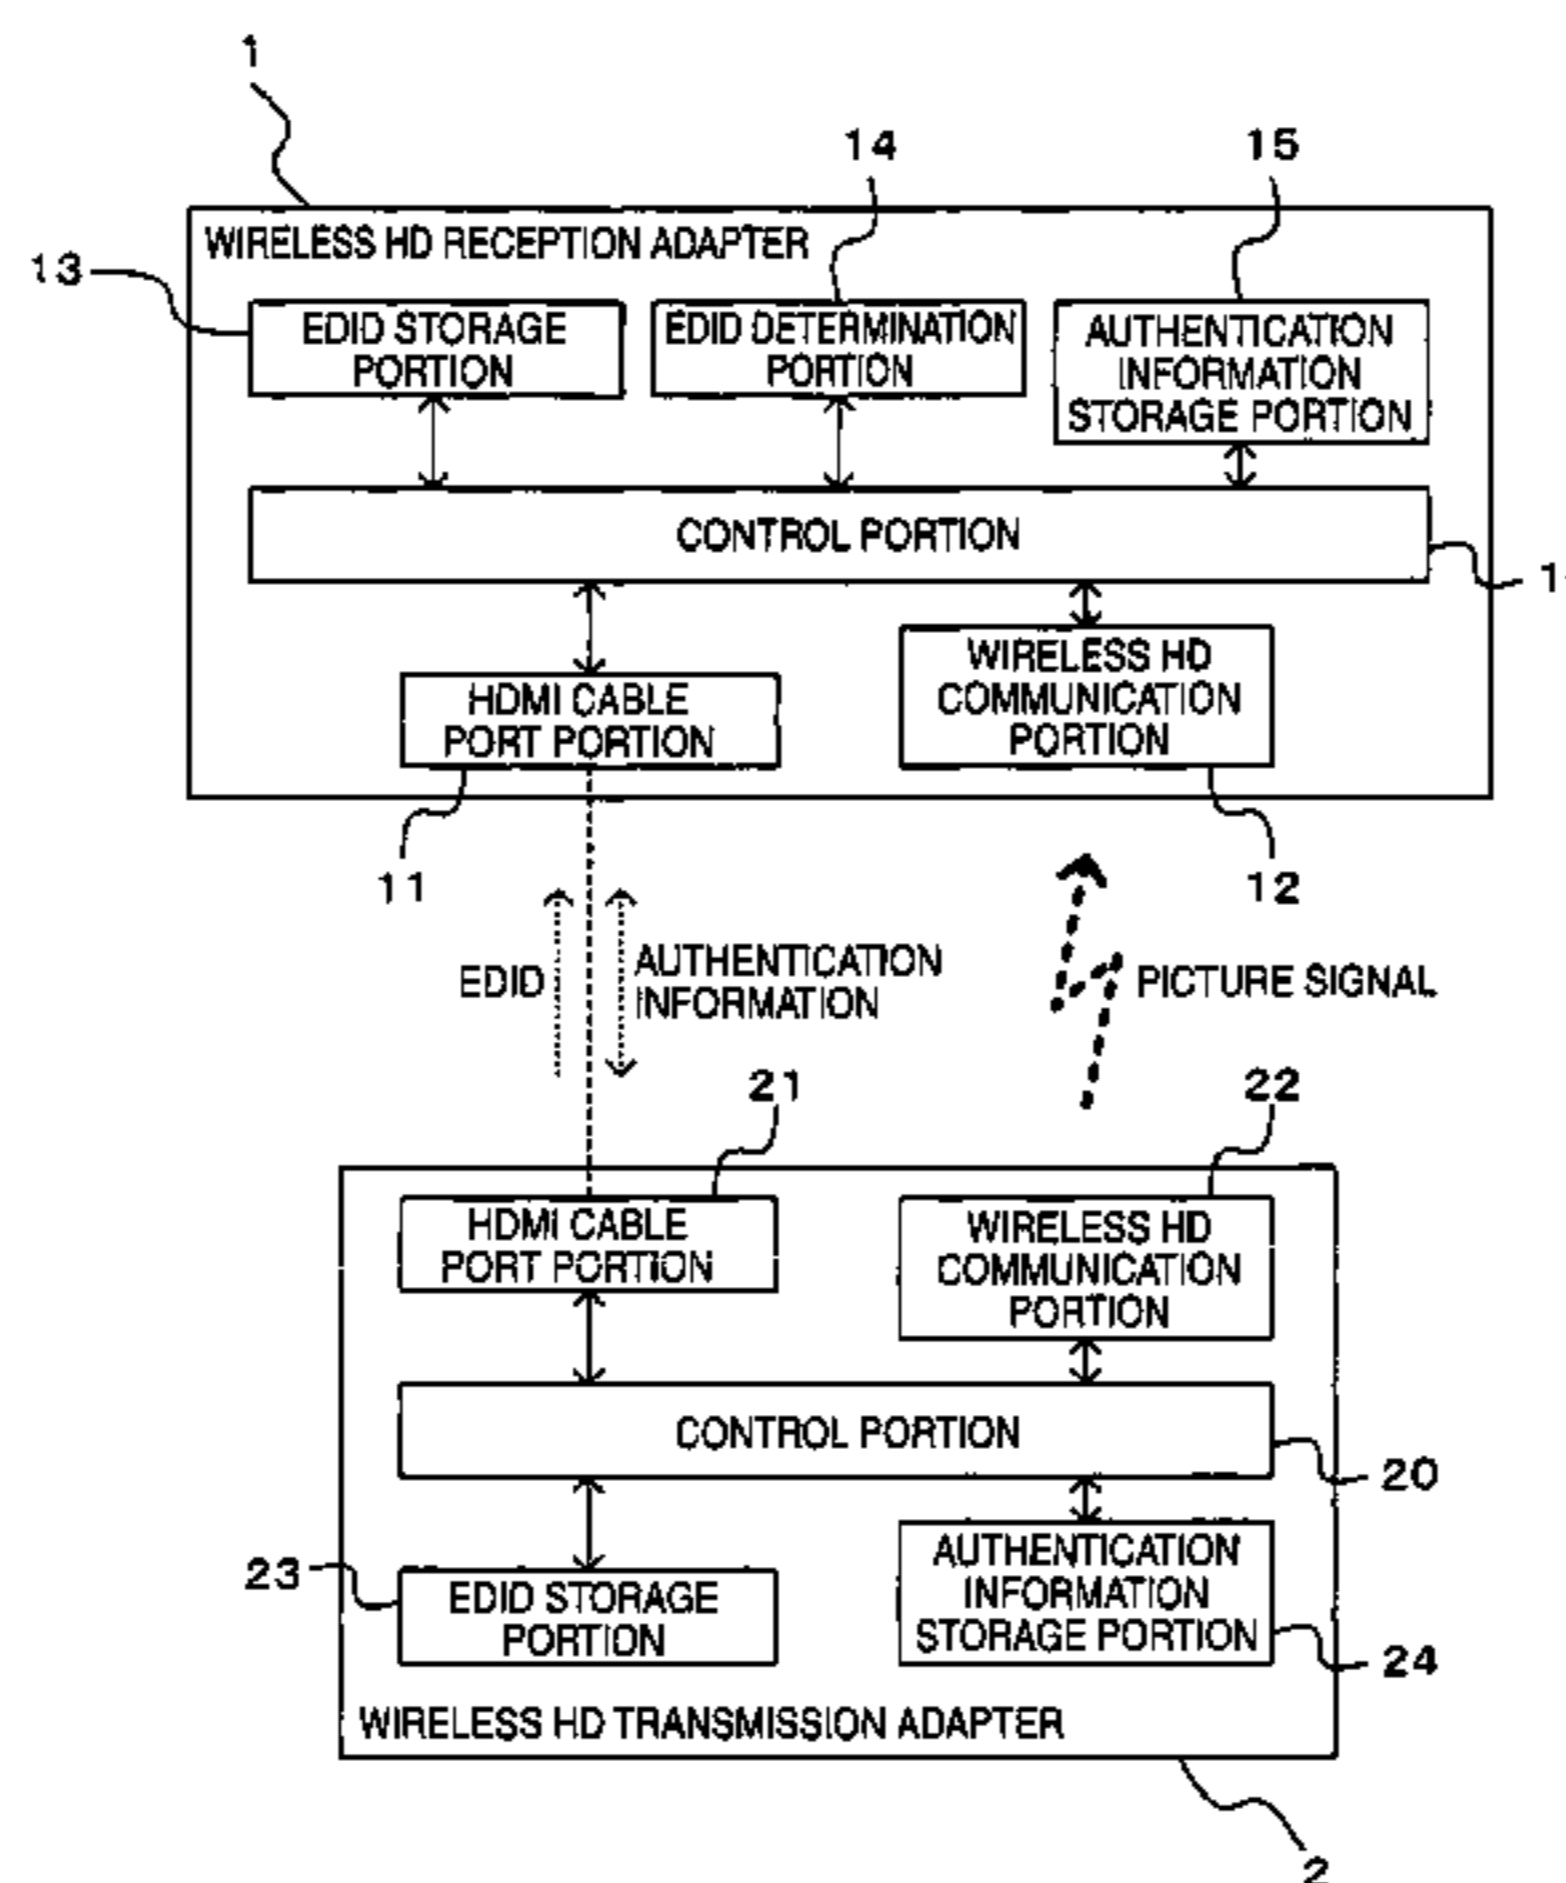 1
14
15
WIRELESS HD RECEPTION ADAPTER
13
EDID STORAGE
PORTION
EDID DETERMINATION
PORTION
AUTHENTICATION
INFORMATION
STORAGE PORTION
CONTROL PORTION
HDMI CABLE
PORT PORTION
WIRELESS HD
COMMUNICATION
PORTION
11
12
EDID
AUTHENTICATION
INFORMATION
PICTURE SIGNAL
21
22
HDMI CABLE
PORT PORTION
WIRELESS HD
COMMUNICATION
PORTION
CONTROL PORTION
20
23
EDID STORAGE
PORTION
AUTHENTICATION
INFORMATION
STORAGE PORTION
24
WIRELESS HD TRANSMISSION ADAPTER
2